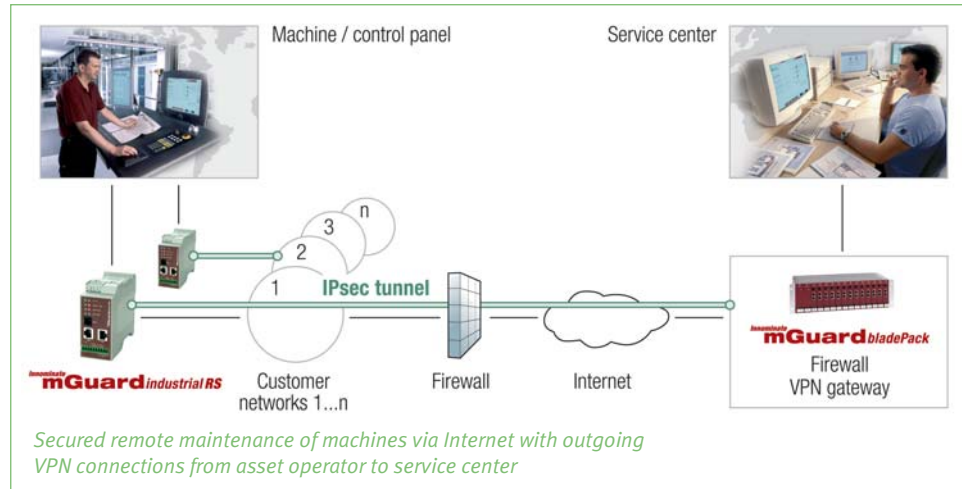 Machine / control panel
Service center
n
3
2
1
IPsec tunnel
Innominate
mGuard industrial RS
Customer
networks 1...n
Firewall
Internet
Innominate
mGuard bladePack
Firewall
VPN gateway
Secured remote maintenance of machines via Internet with outgoing
VPN connections from asset operator to service center